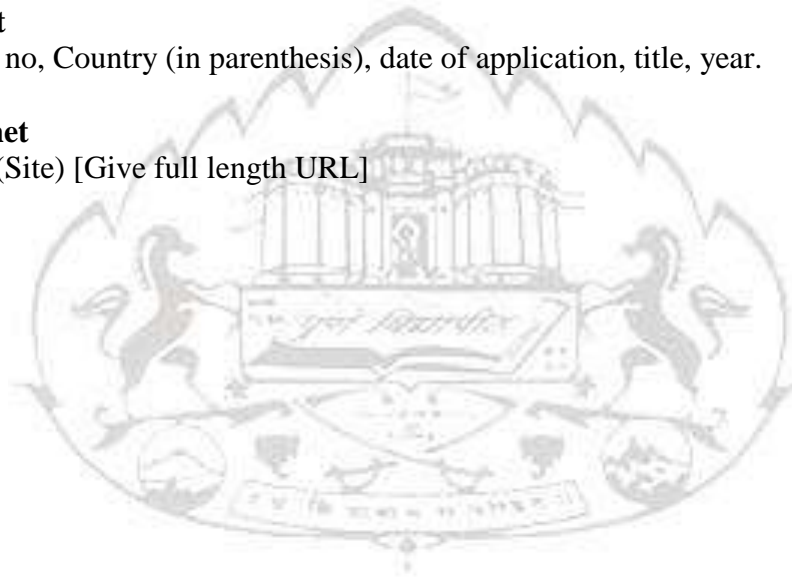 t
no, Country (in parenthesis), date of application, title, year.
net
(Site) [Give full length URL]